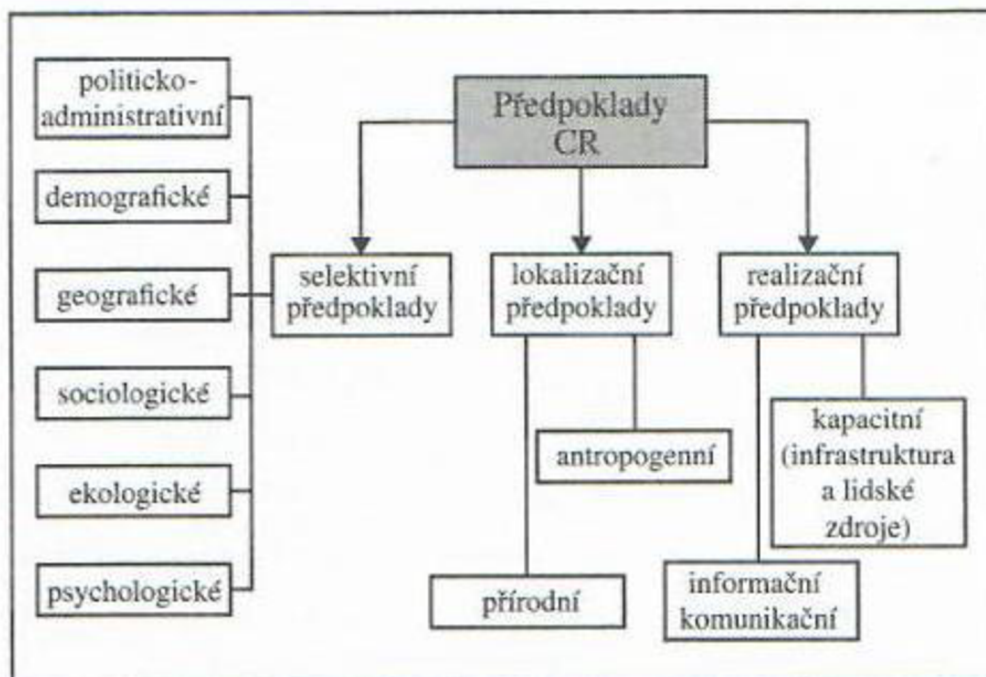 Předpoklady
CR
politicko-
administrativní
demografické
geografické
sociologické
ekologické
psychologické
selektivní
předpoklady
lokalizační
předpoklady
realizační
předpoklady
antropogenní
přírodní
kapacitní
(infrastruktura
a lidské
zdroje)
informační
komunikační